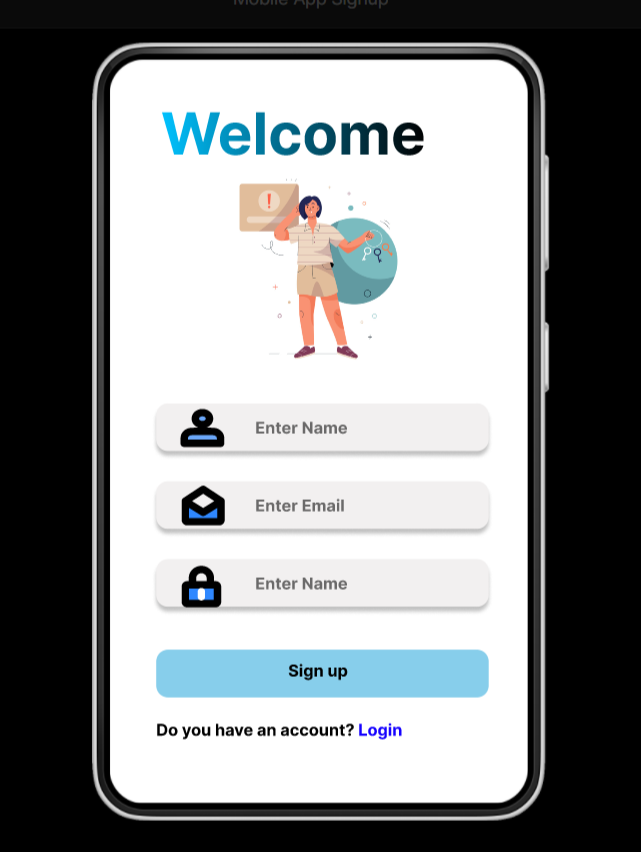 Mobile App Signup
Welcome
!
Enter Name
Enter Email
Enter Name
Sign up
Do you have an account? Login